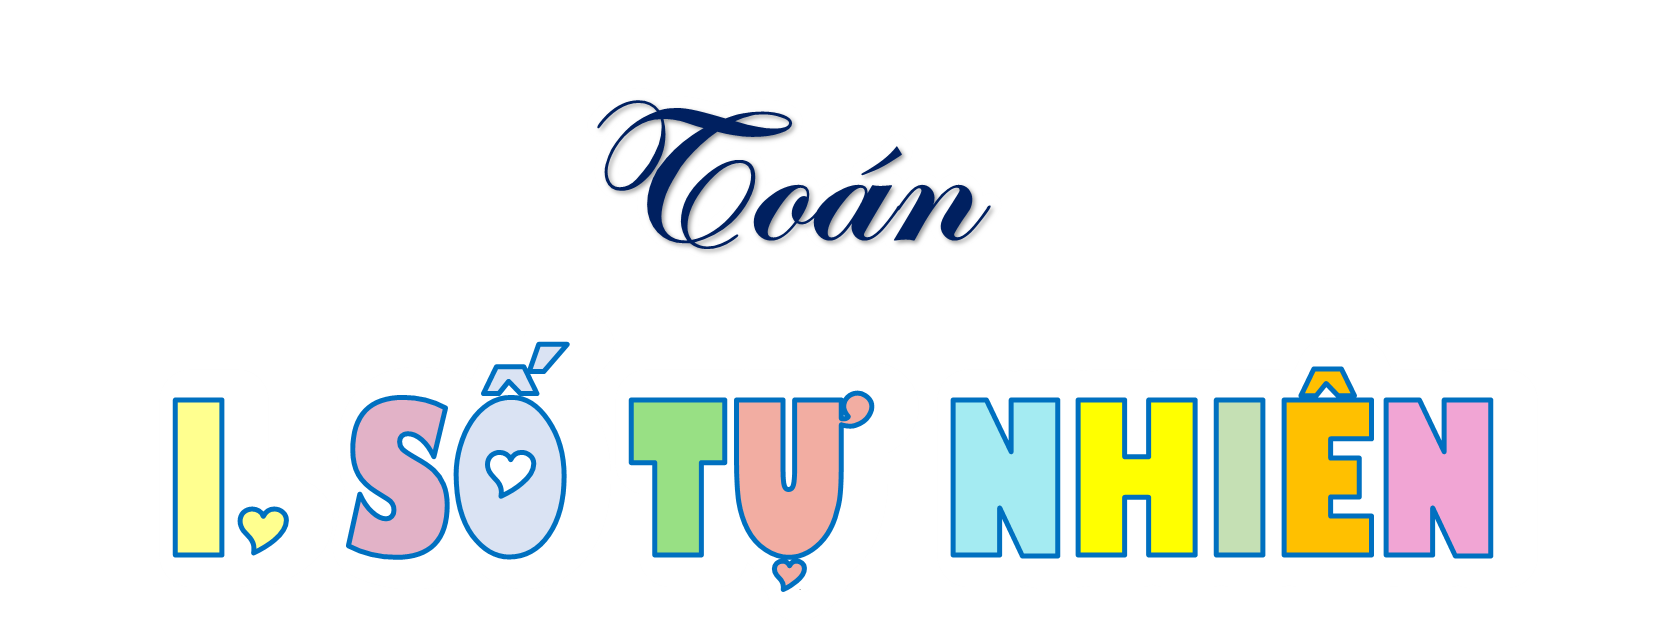 Toán
I. SỐ TỰ NHIÊN